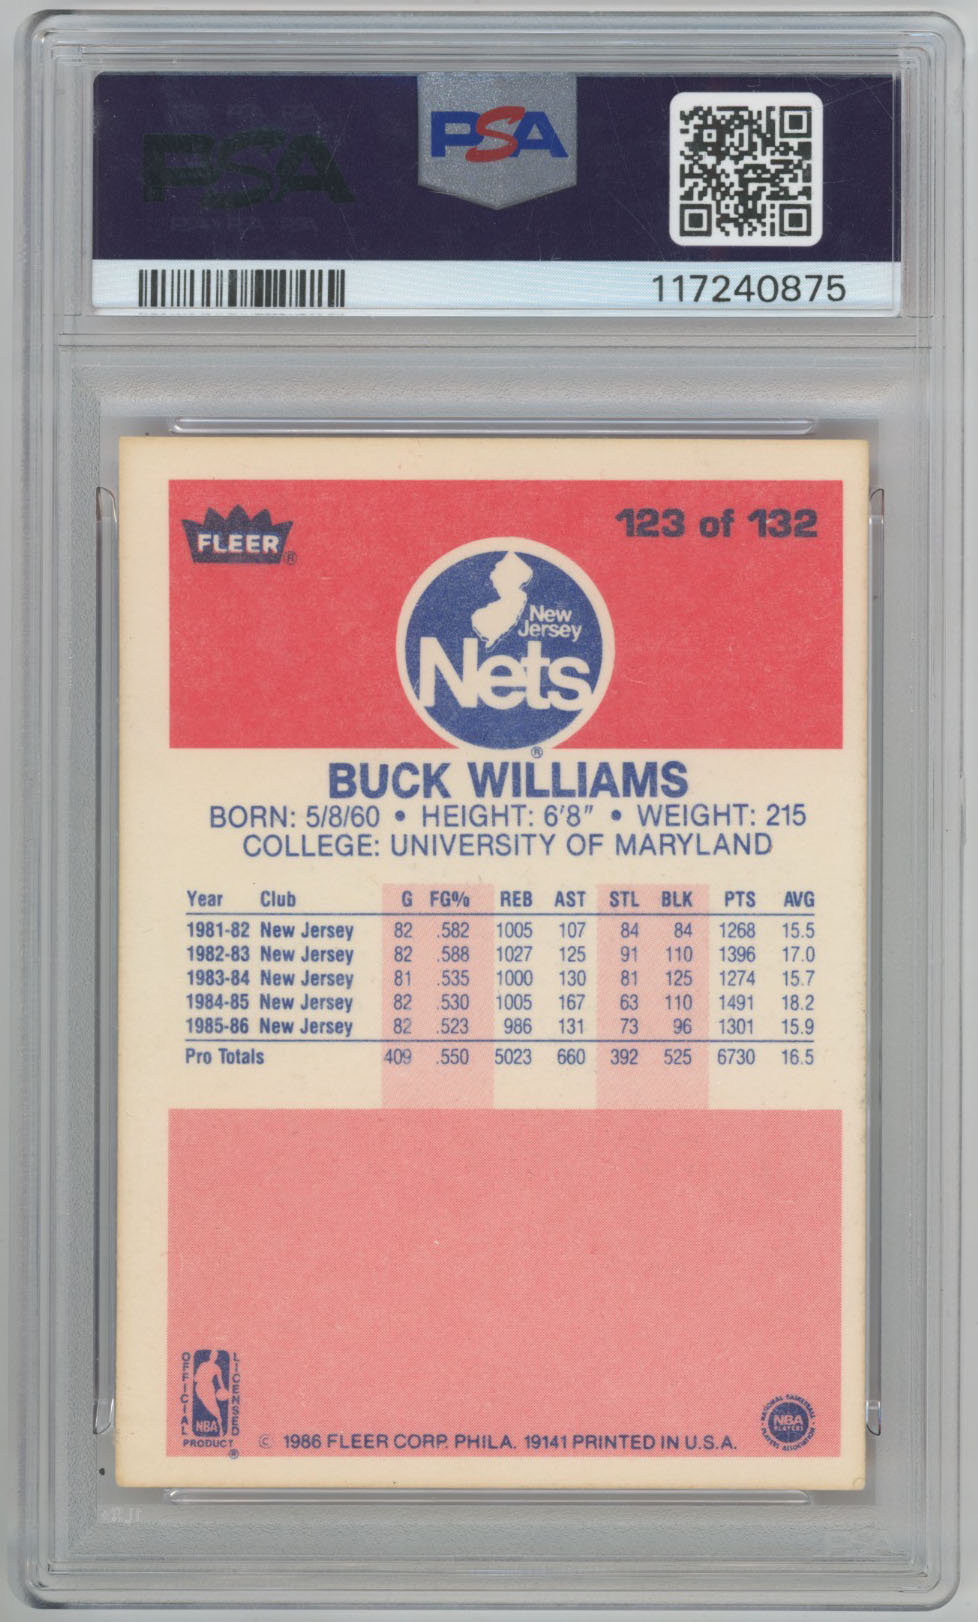 PSA
PSA
117240875
FLEER®
123 of 132
New
Jersey
Nets
®
BUCK WILLIAMS
BORN: 5/8/60 • HEIGHT: 6'8" • WEIGHT: 215
COLLEGE: UNIVERSITY OF MARYLAND
Year Club G FG% REB AST STL BLK PTS AVG
1981-82 New Jersey 82 .582 1005 107 84 84 1268 15.5
1982-83 New Jersey 82 .588 1027 125 91 110 1396 17.0
1983-84 New Jersey 81 .535 1000 130 81 125 1274 15.7
1984-85 New Jersey 82 .530 1005 167 63 110 1491 18.2
1985-86 New Jersey 82 .523 986 131 73 96 1301 15.9
Pro Totals 409 .550 5023 660 392 525 6730 16.5
OFFICIAL LICENSED
NBA
PRODUCT
®
© 1986 FLEER CORP. PHILA. 19141 PRINTED IN U.S.A.
NATIONAL BASKETBALL
NBA
PLAYERS
PLAYERS ASSOCIATION